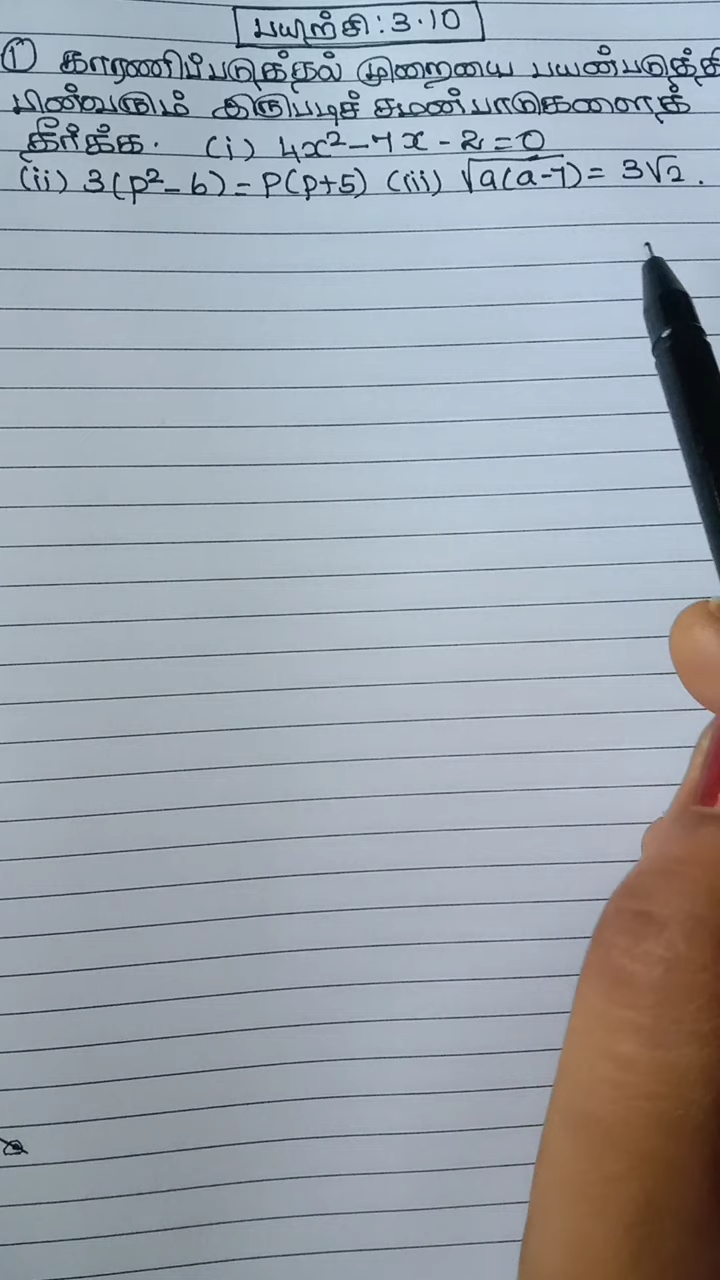 பயிற்சி : 3.10
① காரணிப்படுத்தல் முறையை பயன்படுத்தி
பின்வரும் இருபடிச் சமன்பாடுகளைத்
தீர்க்க. (i) 4x² - 7x - 2 = 0
(ii) 3(p² - 6) = P(p+5) (iii) √a(a-7) = 3√2 .